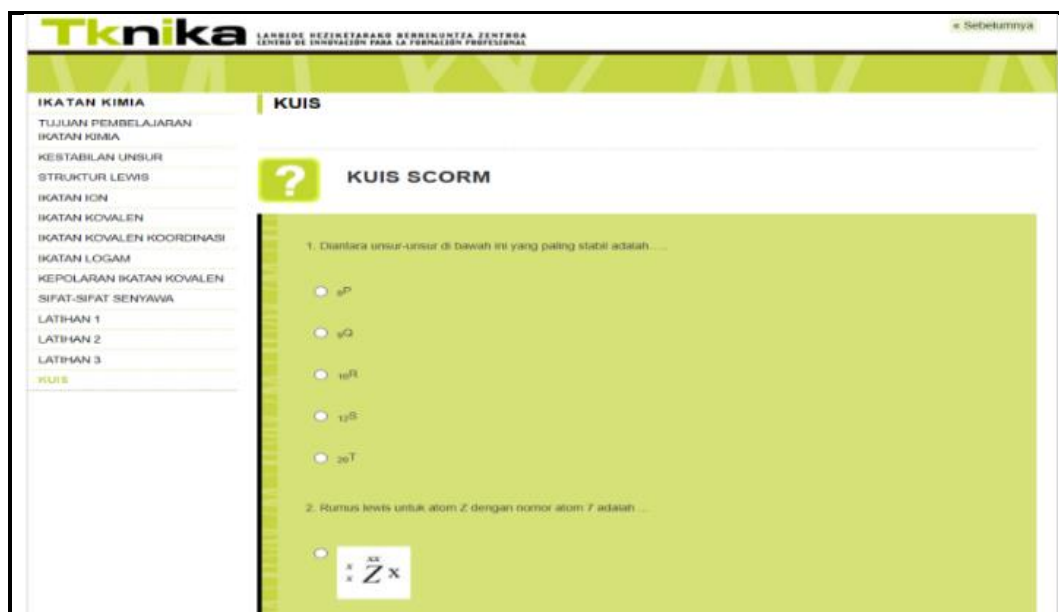 Tknika LANBIDE HEZIKETARAKO BERRIKUNTZA ZENTROA
CENTRO DE INNOVACIÓN PARA LA FORMACIÓN PROFESIONAL
« Sebelumnya
IKATAN KIMIA
TUJUAN PEMBELAJARAN
IKATAN KIMIA
KESTABILAN UNSUR
STRUKTUR LEWIS
IKATAN ION
IKATAN KOVALEN
IKATAN KOVALEN KOORDINASI
IKATAN LOGAM
KEPOLARAN IKATAN KOVALEN
SIFAT-SIFAT SENYAWA
LATIHAN 1
LATIHAN 2
LATIHAN 3
KUIS
KUIS
? KUIS SCORM
1. Diantara unsur-unsur di bawah ini yang paling stabil adalah.....
P
Q
R
12S
20T
2. Rumus lewis untuk atom Z dengan nomor atom 7 adalah ...
xx
x Z x
x